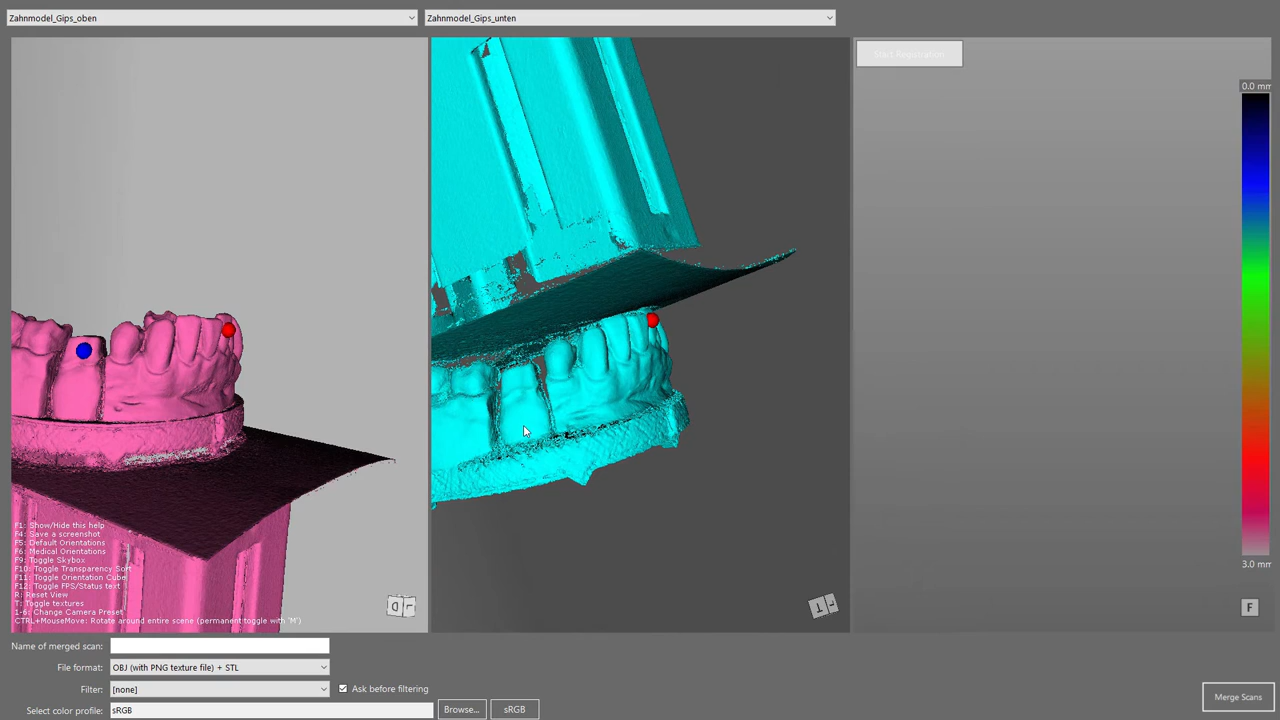 Zahnmodel_Gips_oben
Zahnmodel_Gips_unten
Start Registration
0.0 mm
3.0 mm
F1: Show/Hide this help
F4: Save a screenshot
F5: Default Orientations
F6: Medical Orientations
F9: Toggle Skybox
F10: Toggle Transparency Sort
F11: Toggle Orientation Cube
F12: Toggle FPS/Status text
R: Reset View
T: Toggle textures
1-6: Change Camera Preset
CTRL+MouseMove: Rotate around entire scene (permanent toggle with 'M')
D L
T
F
Name of merged scan:
File format:
OBJ (with PNG texture file) + STL
Filter:
[none]
Ask before filtering
Select color profile:
sRGB
Browse...
sRGB
Merge Scans